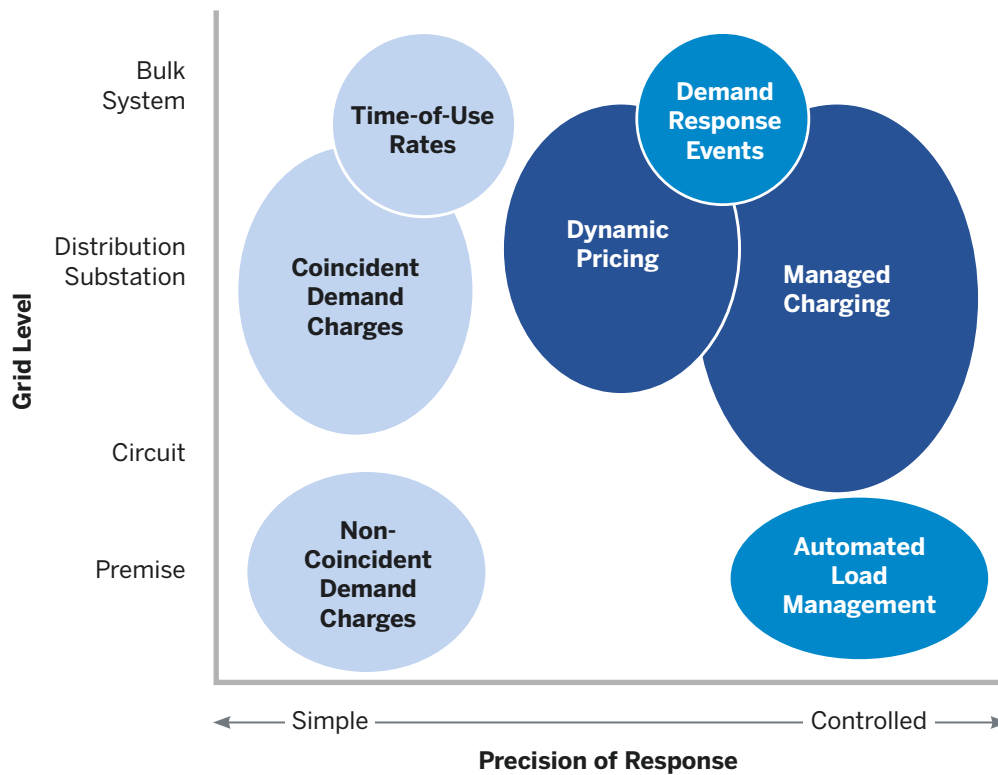 Grid Level
Bulk
System
Distribution
Substation
Circuit
Premise
Time-of-Use
Rates
Coincident
Demand
Charges
Non-
Coincident
Demand
Charges
Demand
Response
Events
Dynamic
Pricing
Managed
Charging
Automated
Load
Management
Simple
Controlled
Precision of Response